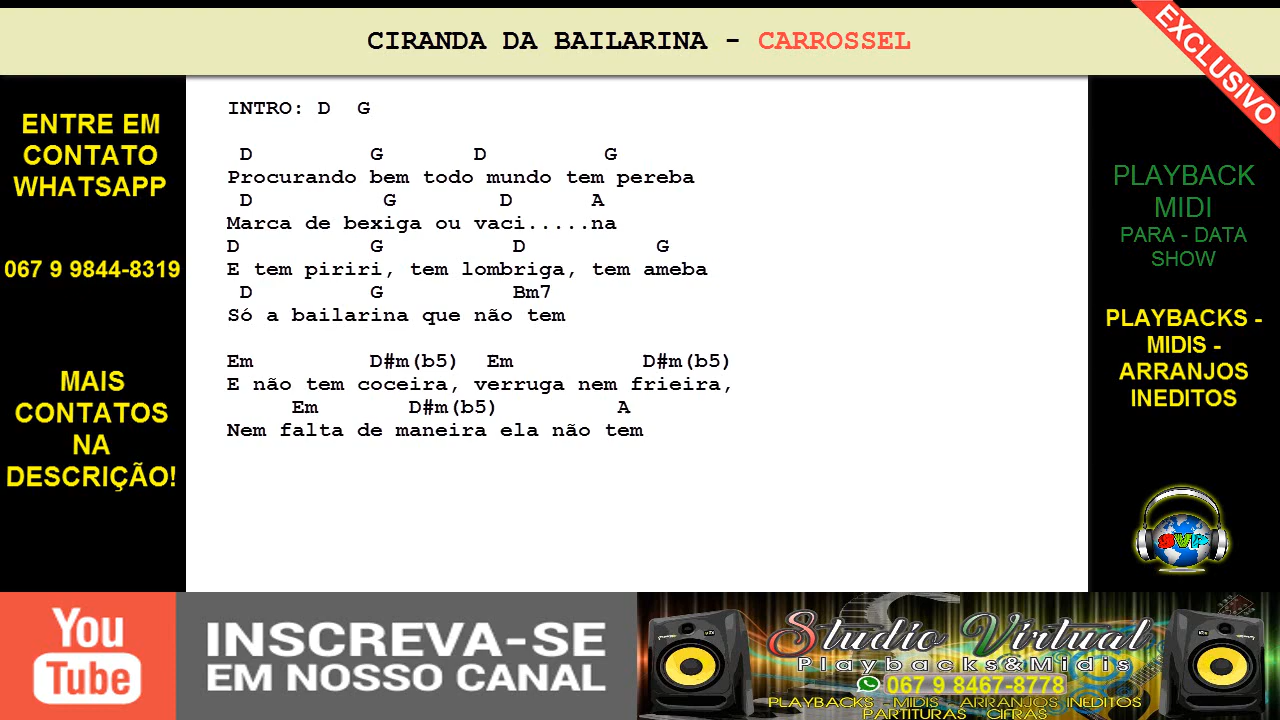 CIRANDA DA BAILARINA - CARROSSEL
EXCLUSIVO
ENTRE EM
CONTATO
WHATSAPP
067 9 9844-8319
MAIS
CONTATOS
NA
DESCRIÇÃO!
INTRO: D  G
D G D G
Procurando bem todo mundo tem pereba
D G D A
Marca de bexiga ou vaci.....na
D G D G
E tem piriri, tem lombriga, tem ameba
D G Bm7
Só a bailarina que não tem
Em D#m(b5) Em D#m(b5)
E não tem coceira, verruga nem frieira,
Em D#m(b5) A
Nem falta de maneira ela não tem
PLAYBACK
MIDI
PARA - DATA
SHOW
PLAYBACKS -
MIDIS -
ARRANJOS
INEDITOS
SVP
You
Tube
INSCREVA-SE
EM NOSSO CANAL
Studio Virtual
Playbacks&Midis
067 9 8467-8778
PLAYBACKS - MIDIS - ARRANJOS INEDITOS
PARTITURAS - CIFRAS